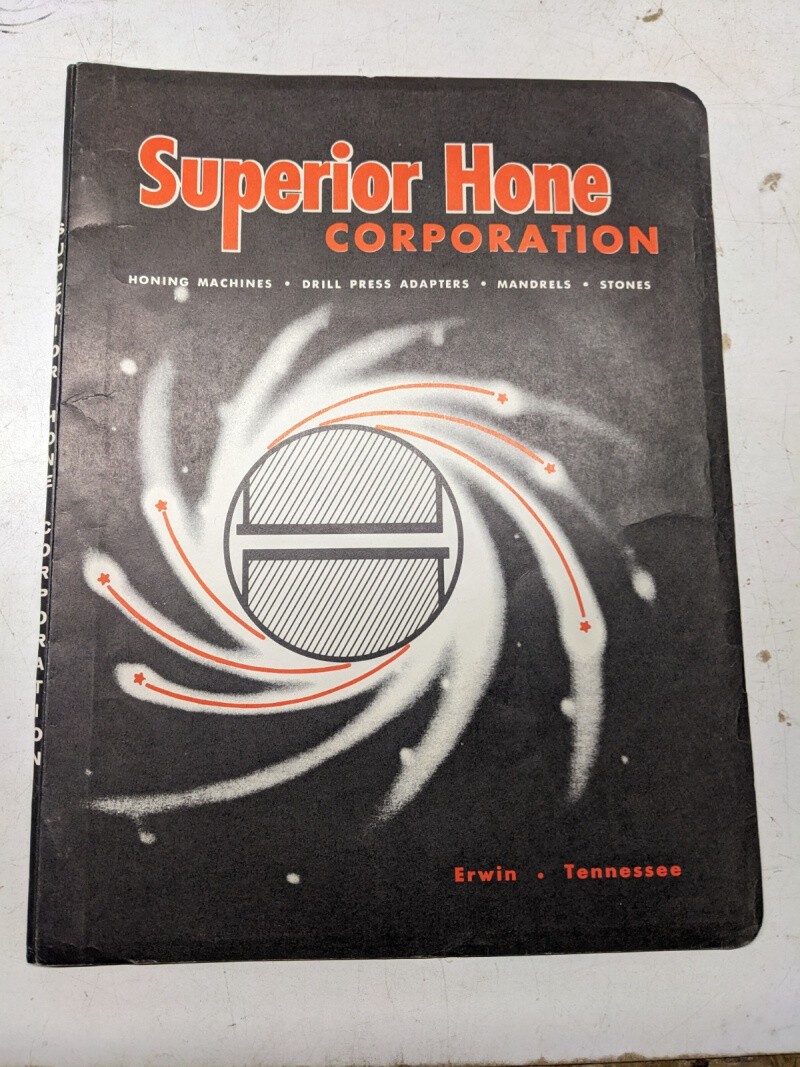 Superior Hone
CORPORATION
HONING MACHINES • DRILL PRESS ADAPTERS • MANDRELS • STONES
Erwin • Tennessee
SUPERIOR HONE CORPORATION